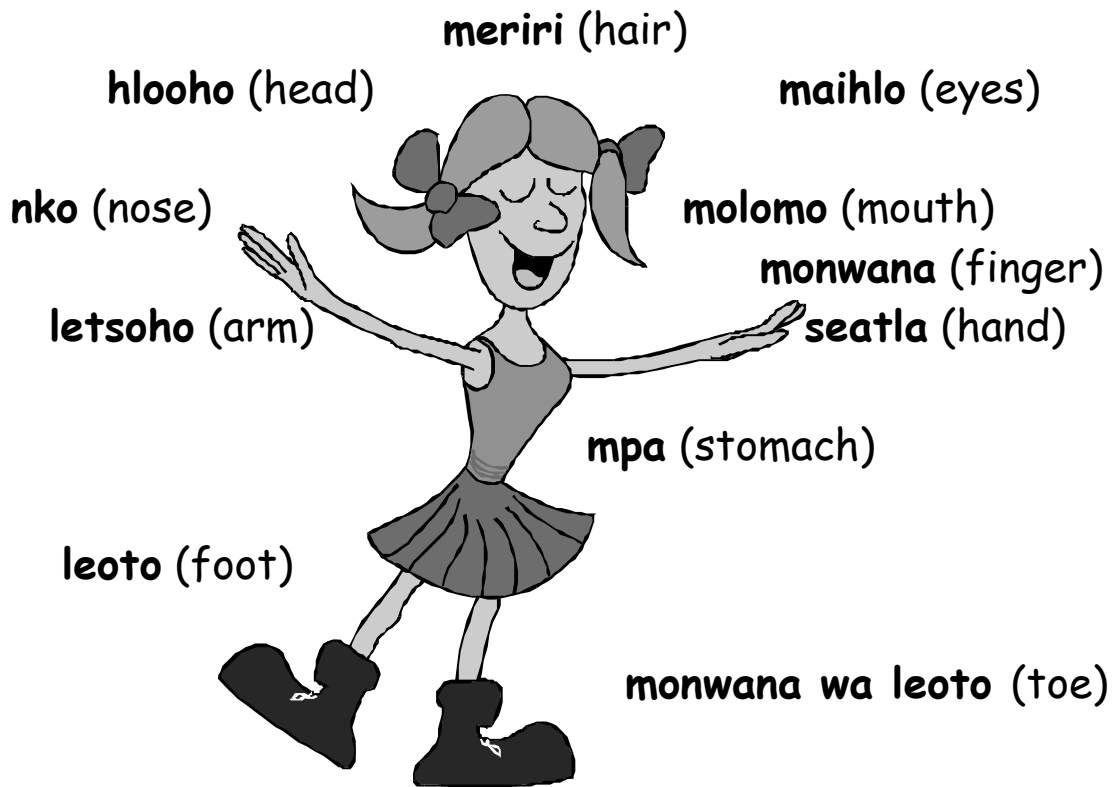 meriri (hair)
hlooho (head)
maihlo (eyes)
nko (nose)
molomo (mouth)
monwana (finger)
letsoho (arm)
seatla (hand)
mpa (stomach)
leoto (foot)
monwana wa leoto (toe)